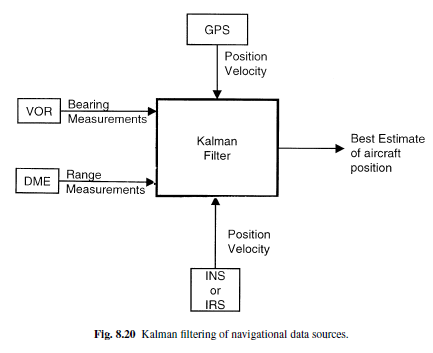 GPS
Position
Velocity
VOR
Bearing
Measurements
Kalman
Filter
Best Estimate
of aircraft
position
DME
Range
Measurements
Position
Velocity
INS
or
IRS
Fig. 8.20 Kalman filtering of navigational data sources.